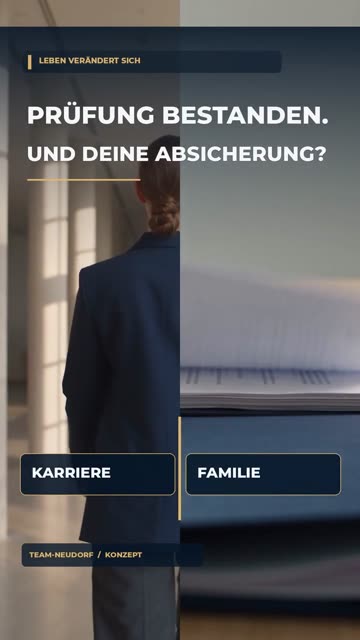 LEBEN VERÄNDERT SICH
PRÜFUNG BESTANDEN.
UND DEINE ABSICHERUNG?
KARRIERE
FAMILIE
TEAM-NEUDORF / KONZEPT